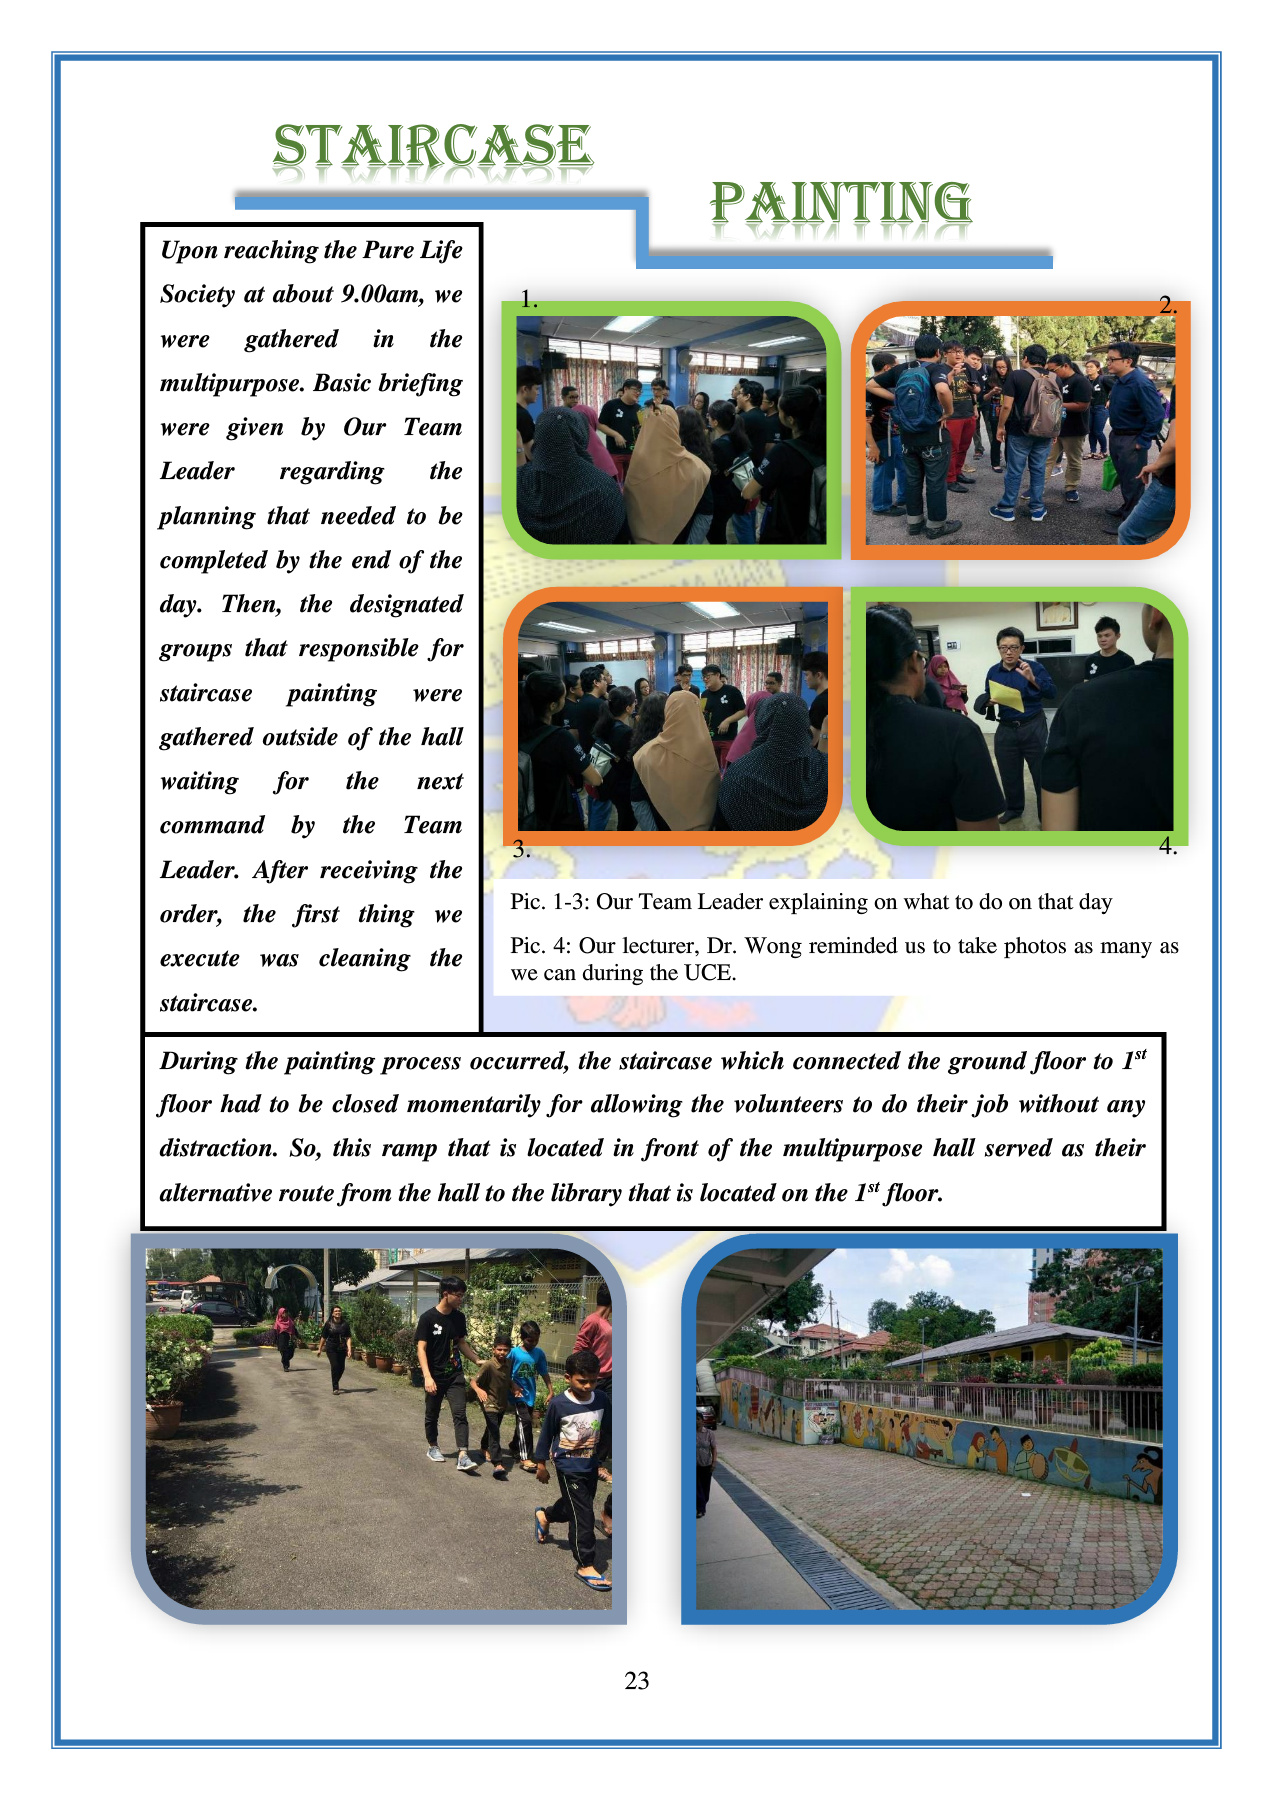 STAIRCASE
PAINTING
Upon reaching the Pure Life
Society at about 9.00am, we
were gathered in the
multipurpose. Basic briefing
were given by Our Team
Leader regarding the
planning that needed to be
completed by the end of the
day. Then, the designated
groups that responsible for
staircase painting were
gathered outside of the hall
waiting for the next
command by the Team
Leader. After receiving the
order, the first thing we
execute was cleaning the
staircase.
1.
2.
3.
4.
Pic. 1-3: Our Team Leader explaining on what to do on that day
Pic. 4: Our lecturer, Dr. Wong reminded us to take photos as many as
we can during the UCE.
During the painting process occurred, the staircase which connected the ground floor to 1st
floor had to be closed momentarily for allowing the volunteers to do their job without any
distraction. So, this ramp that is located in front of the multipurpose hall served as their
alternative route from the hall to the library that is located on the 1st floor.
23